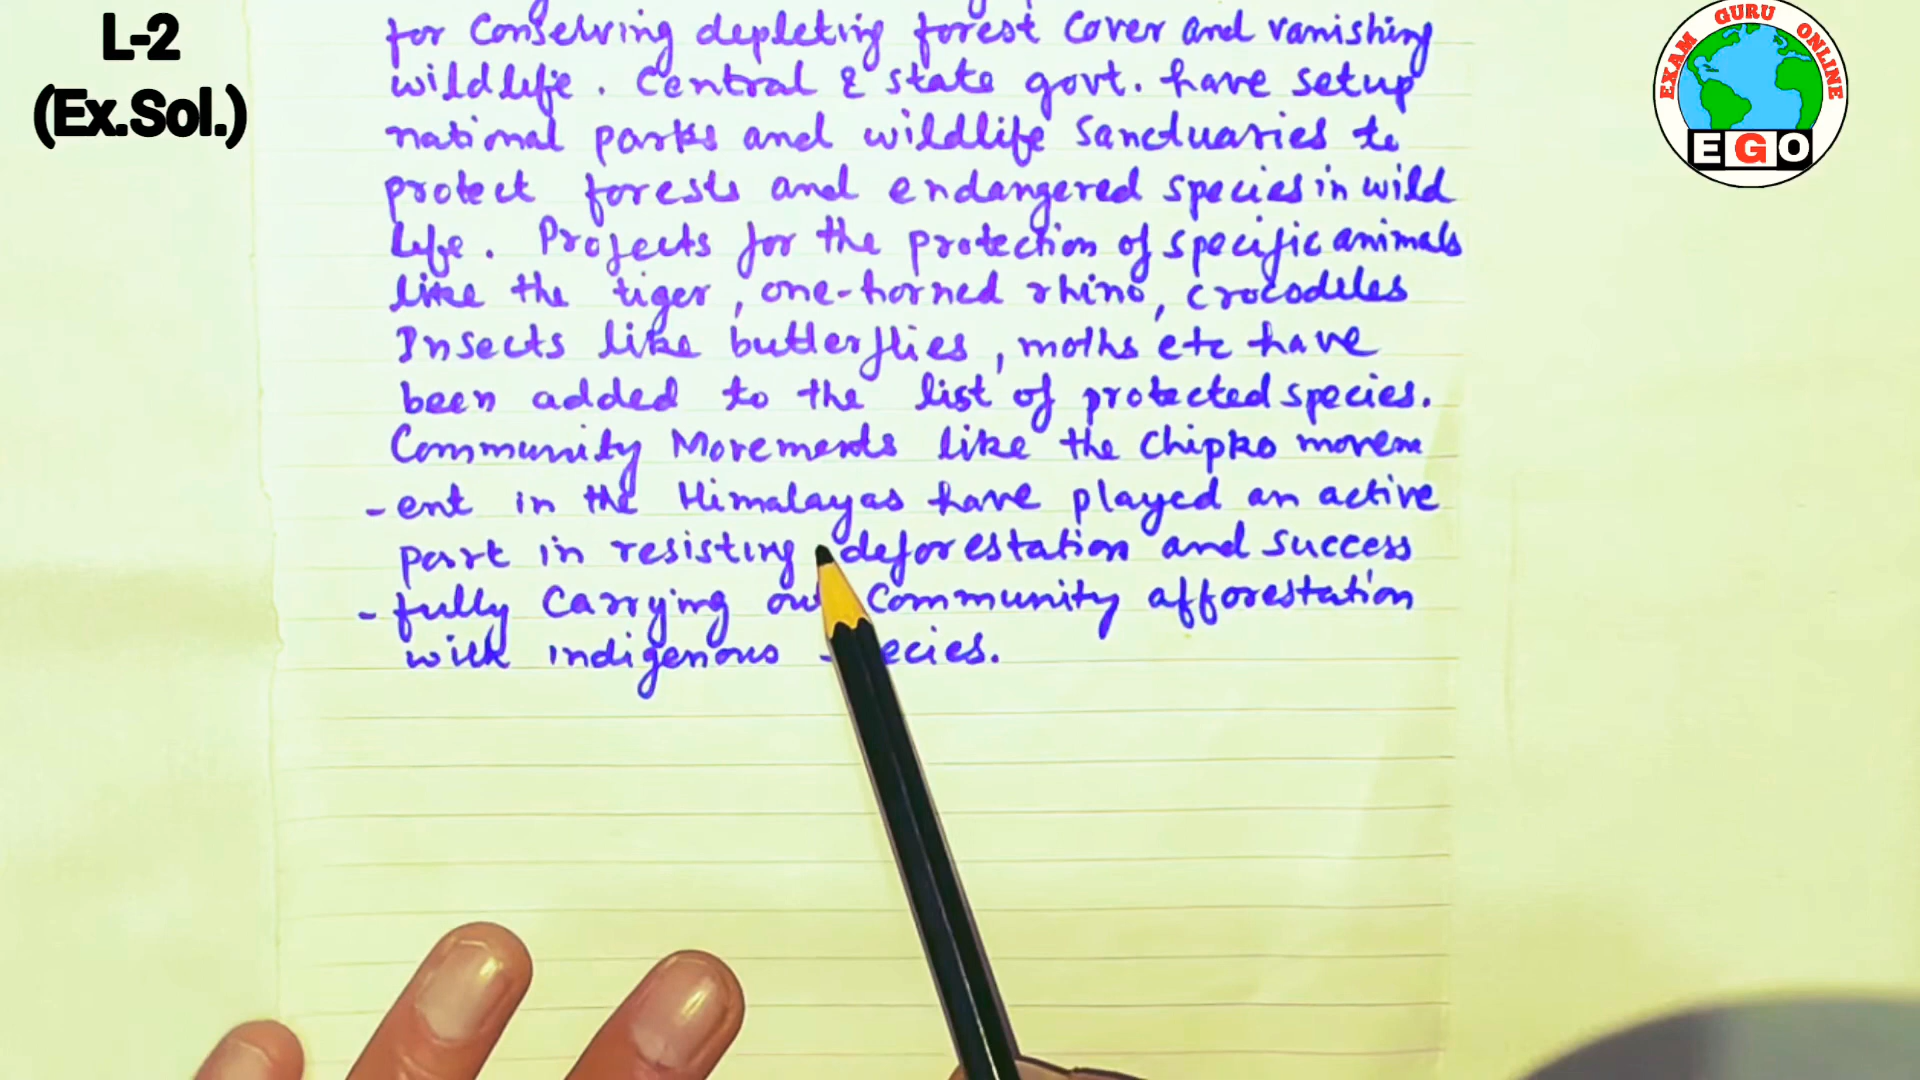 L-2
(Ex.Sol.)
EXAM GURU ONLINE
EGO
for Conserving depleting forest Cover and vanishing
wildlife. Central & state govt. have setup
national parks and wildlife Sanctuaries to
protect forests and endangered species in wild
life. Projects for the protection of specific animals
like the tiger, one-horned rhino, crocodiles
Insects like butterflies, moths etc have
been added to the list of protected species.
Community Movements like the Chipko movem
-ent in the Himalayas have played an active
part in resisting deforestation and success
-fully Carrying out Community afforestation
with indigenous